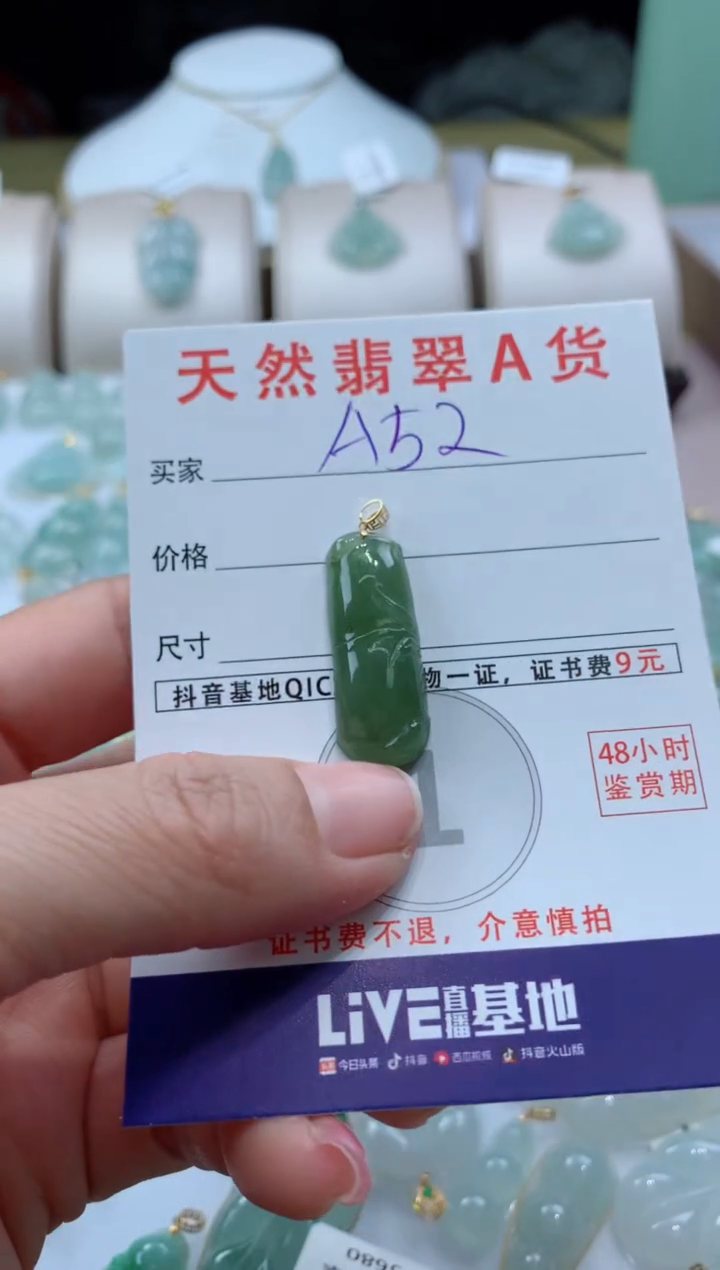 天然翡翠A货
买家 A52
价格
尺寸
抖音基地QIC 物一证，证书费9元
48小时
鉴赏期
1
证书费不退，介意慎拍
LiVE直播基地
今日头条 抖音 西瓜视频 抖音火山版
3680